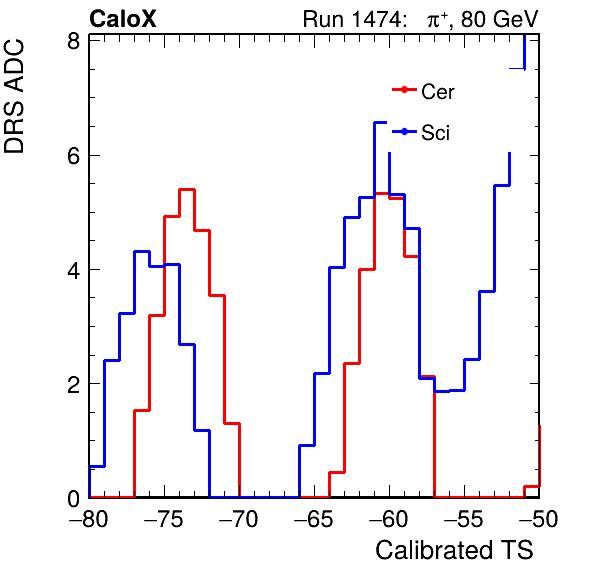 CaloX Run 1474: π⁺, 80 GeV
DRS ADC
8
6
4
2
0
Cer
Sci
−80 −75 −70 −65 −60 −55 −50
Calibrated TS